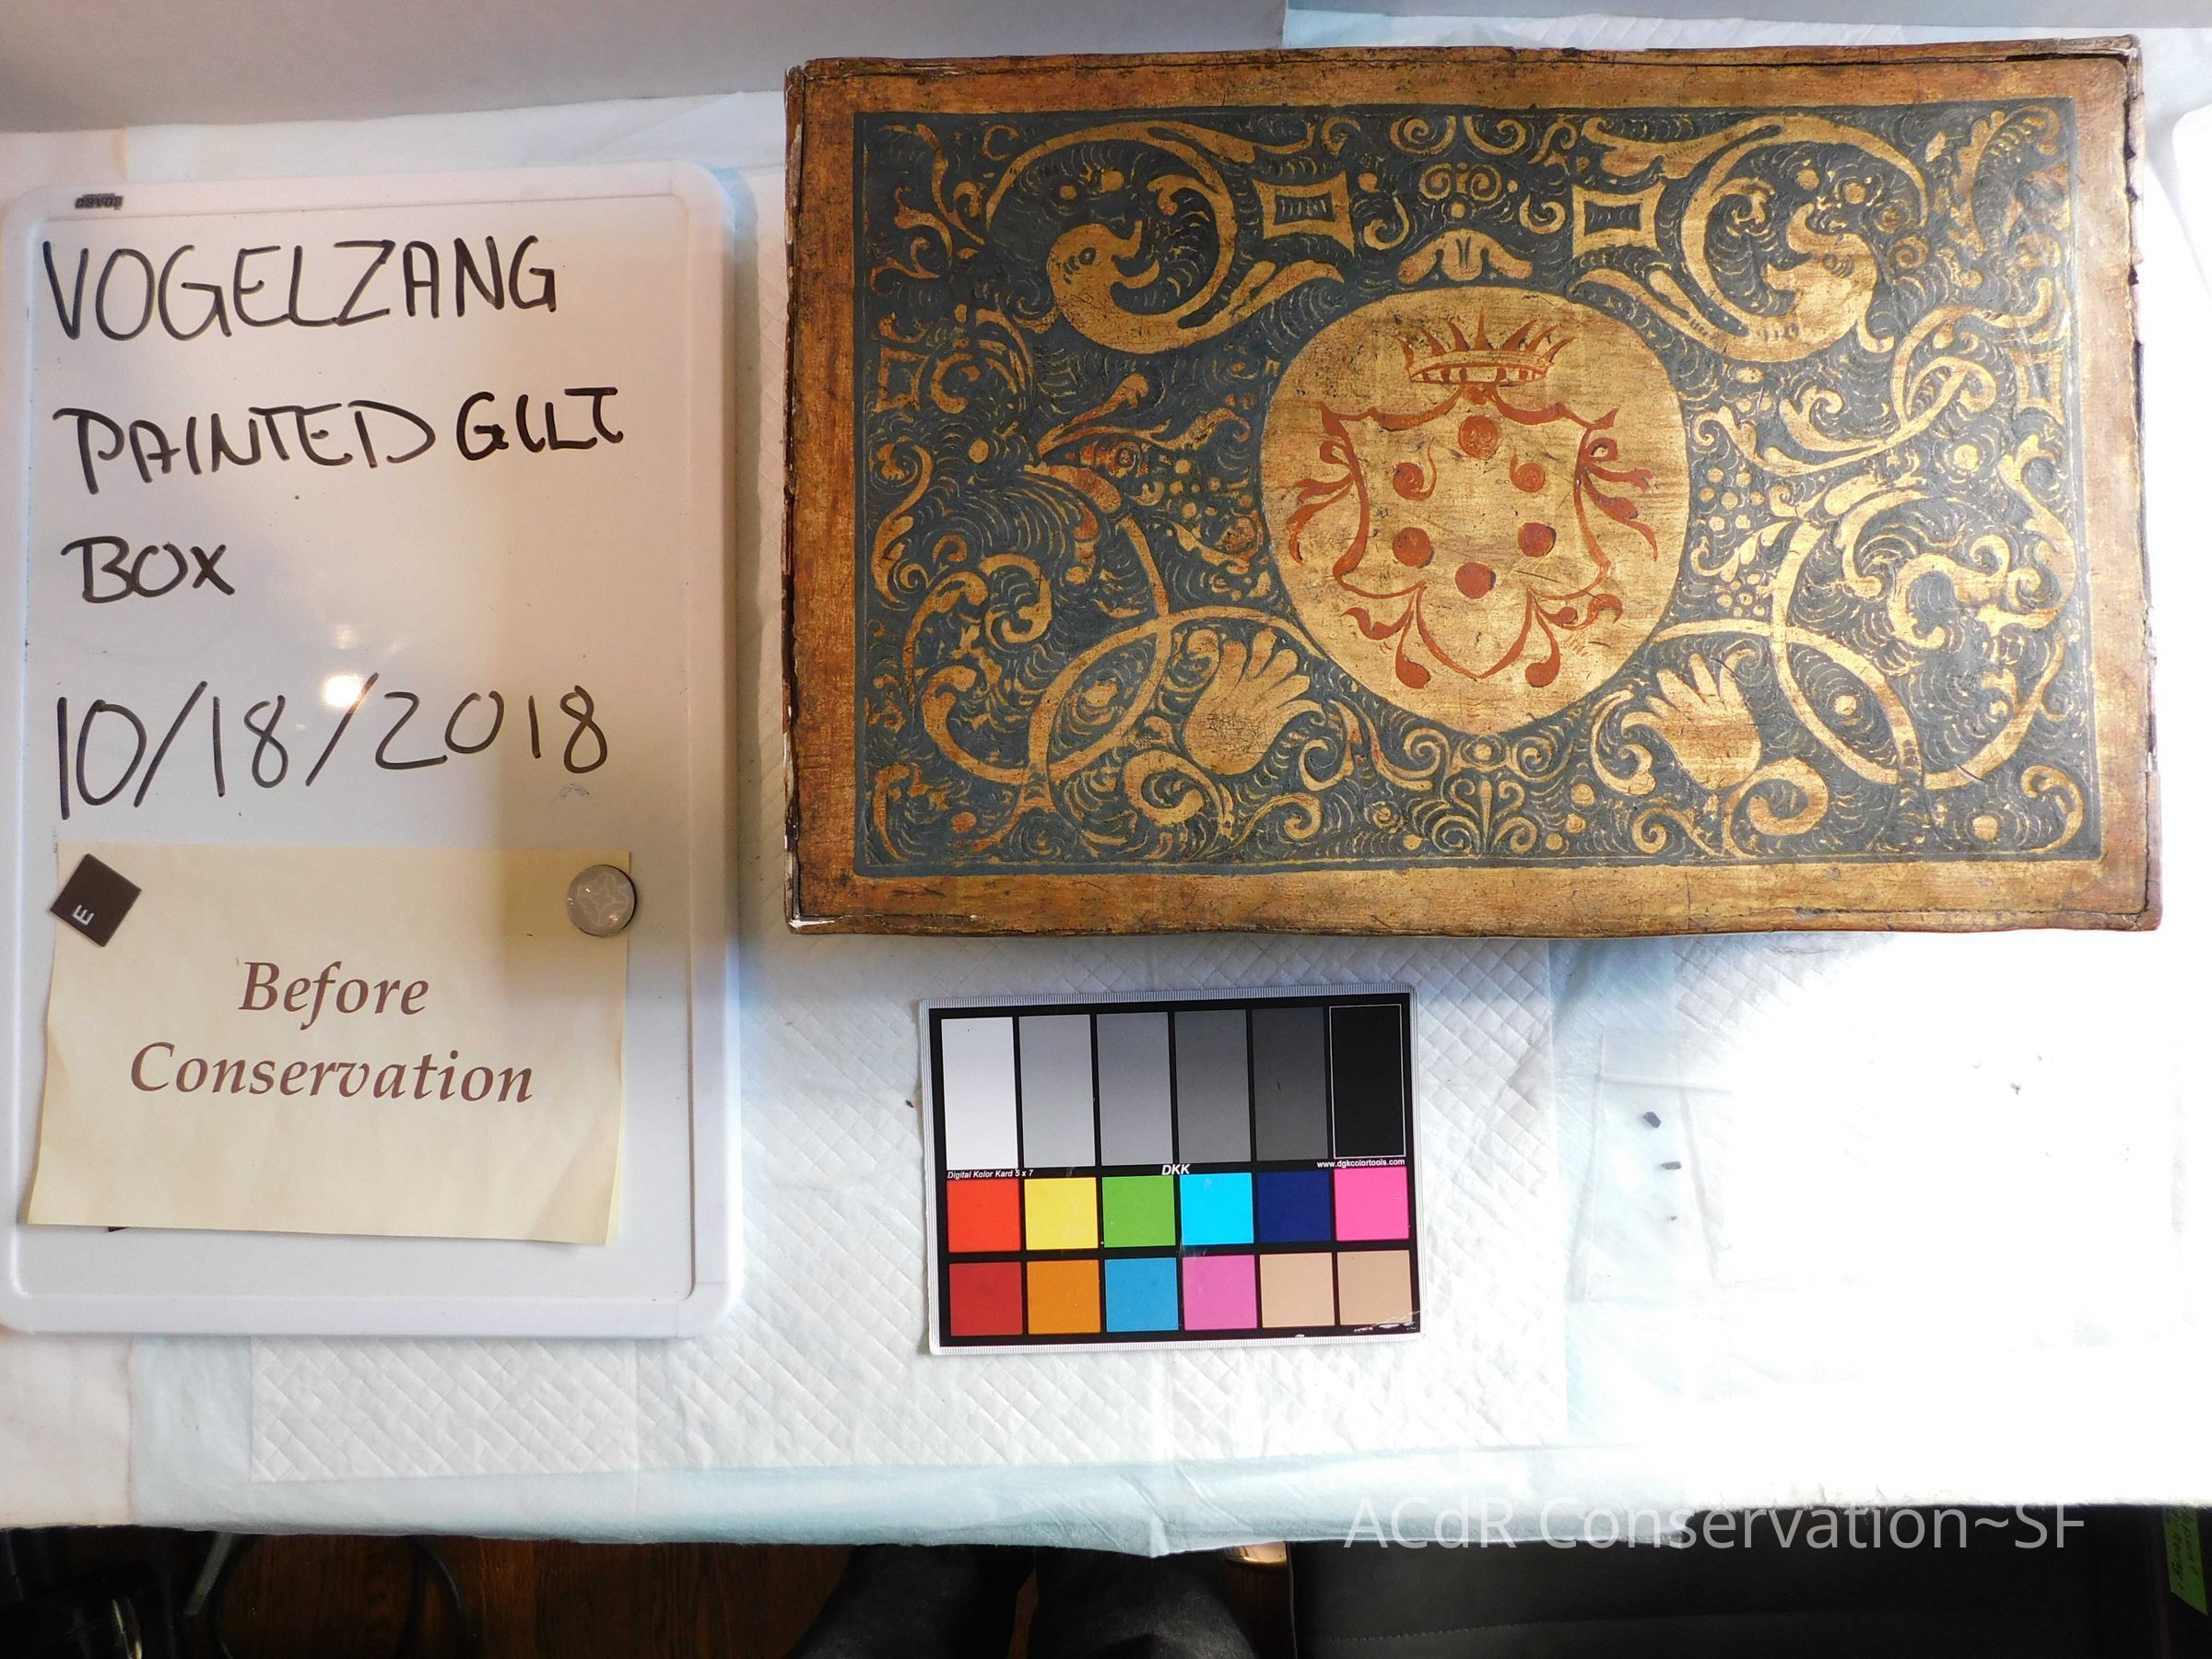 BOARD
VOGELZANG
PAINTED GILT
BOX
10/18/2018
E
Before
Conservation
Digital Kolor Kard 5 x 7 DKK www.dgkcolortools.com
ACdR Conservation~SF